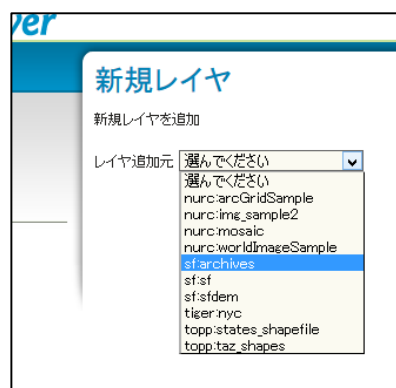 ver
新規レイヤ
新規レイヤを追加
レイヤ追加元 選んでください
選んでください
nurc:arcGridSample
nurc:img_sample2
nurc:mosaic
nurc:worldImageSample
sf:archives
sf:sf
sf:sfdem
tiger:nyc
topp:states_shapefile
topp:taz_shapes